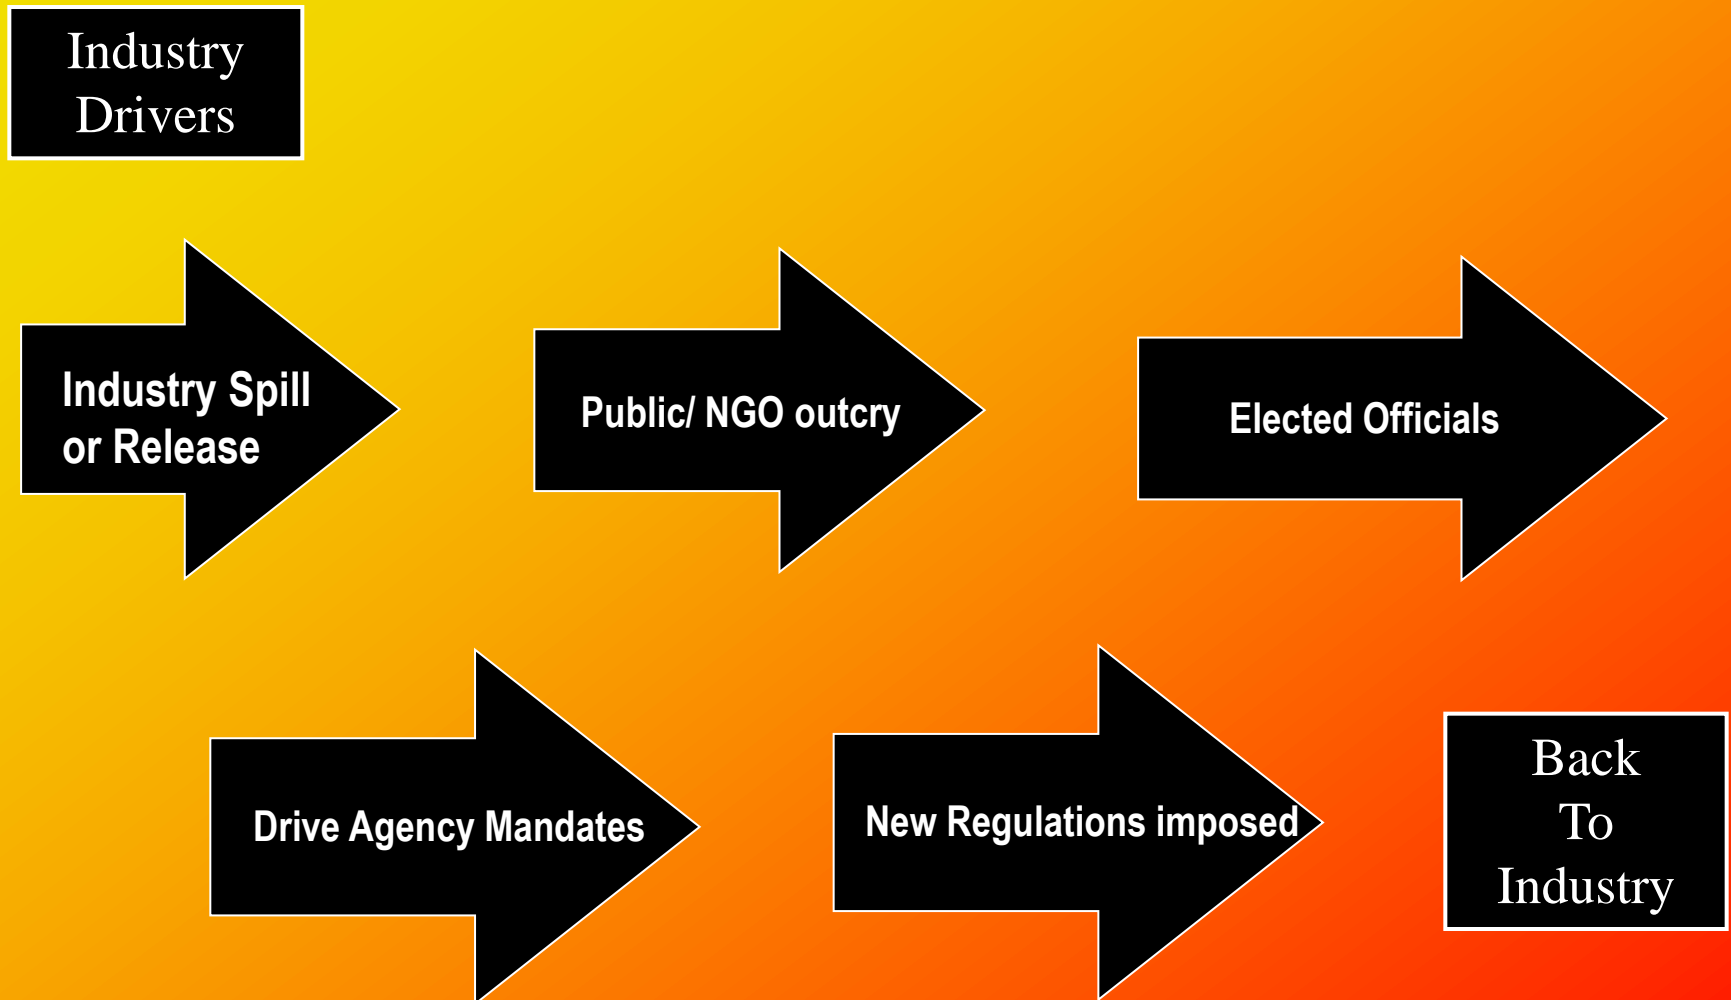 Industry
Drivers
Industry Spill
or Release
Public/ NGO outcry
Elected Officials
Drive Agency Mandates
New Regulations imposed
Back
To
Industry